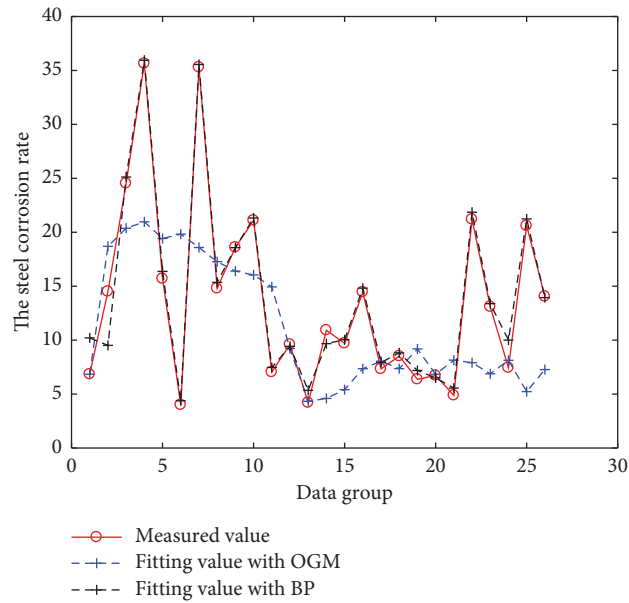 40
35
30
25
20
15
10
5
0
The steel corrosion rate
0 5 10 15 20 25 30
Data group
Measured value
Fitting value with OGM
Fitting value with BP